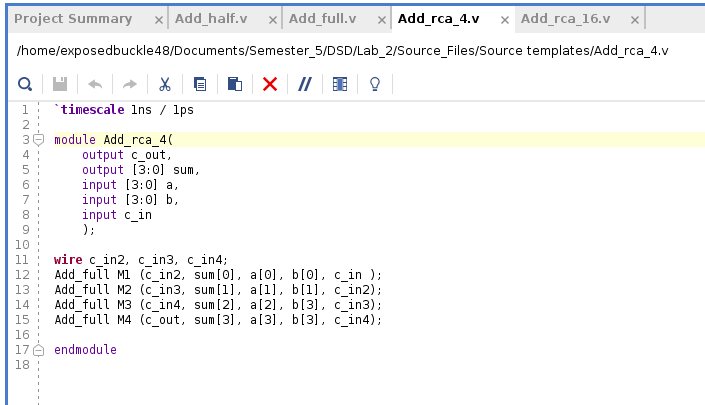 Project Summary × Add_half.v × Add_full.v × Add_rca_4.v × Add_rca_16.v ×
/home/exposedbuckle48/Documents/Semester_5/DSD/Lab_2/Source_Files/Source templates/Add_rca_4.v
1 `timescale 1ns / 1ps
2
3 module Add_rca_4(
4 output c_out,
5 output [3:0] sum,
6 input [3:0] a,
7 input [3:0] b,
8 input c_in
9 );
10
11 wire c_in2, c_in3, c_in4;
12 Add_full M1 (c_in2, sum[0], a[0], b[0], c_in );
13 Add_full M2 (c_in3, sum[1], a[1], b[1], c_in2);
14 Add_full M3 (c_in4, sum[2], a[2], b[3], c_in3);
15 Add_full M4 (c_out, sum[3], a[3], b[3], c_in4);
16
17 endmodule
18